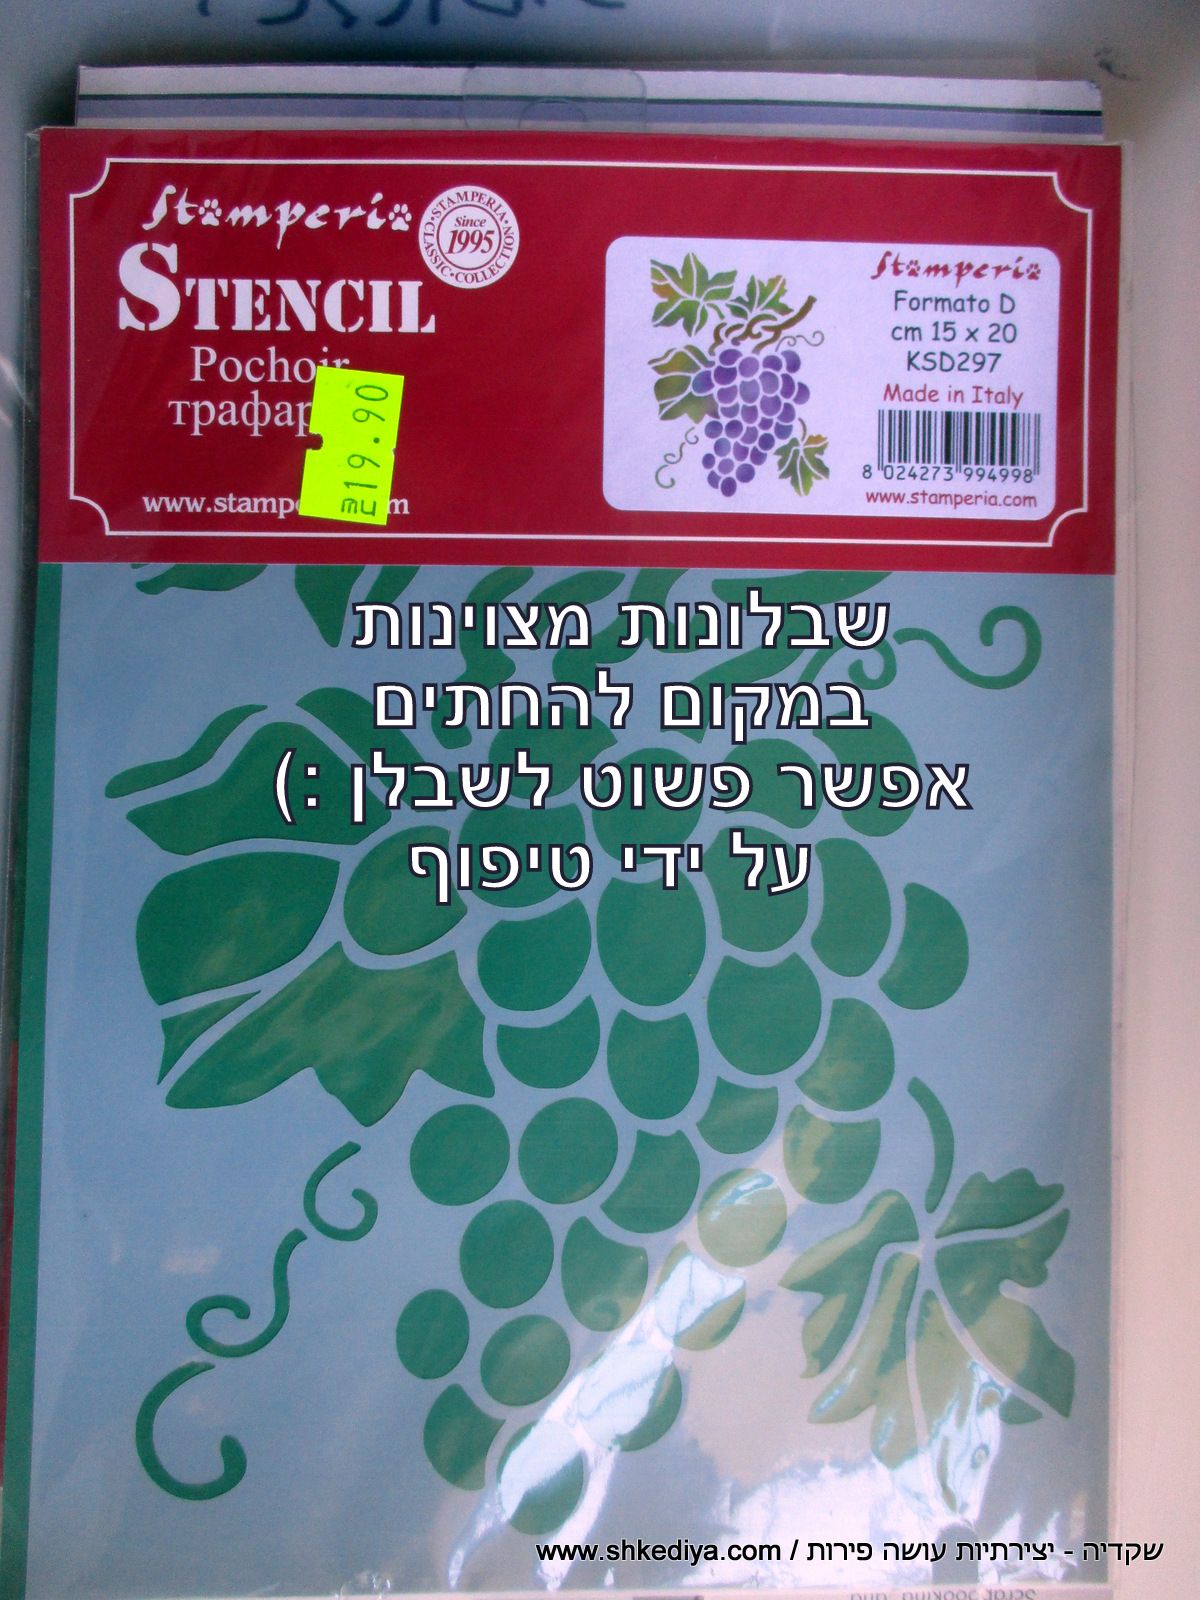 Stamperia
STAMPERIA
CLASSIC COLLECTION
Since
1995
STENCIL
Pochoir
www.stamp
m
19.90
Stamperia
Formato D
cm 15 x 20
KSD297
Made in Italy
8 024273 994998
www.stamperia.com
שבלונות מצוינות
במקום להחתים
אפשר פשוט לשבלן :)
על ידי טיפוף
שקדיה - יצירתיות עושה פירות / www.shkediya.com